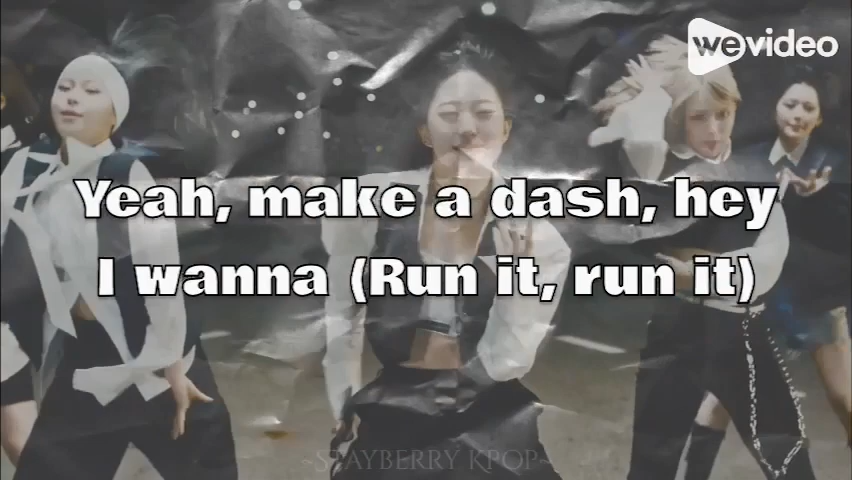 wevideo
Yeah, make a dash, hey
I wanna (Run it, run it)
~STAYBERRY KPOP~